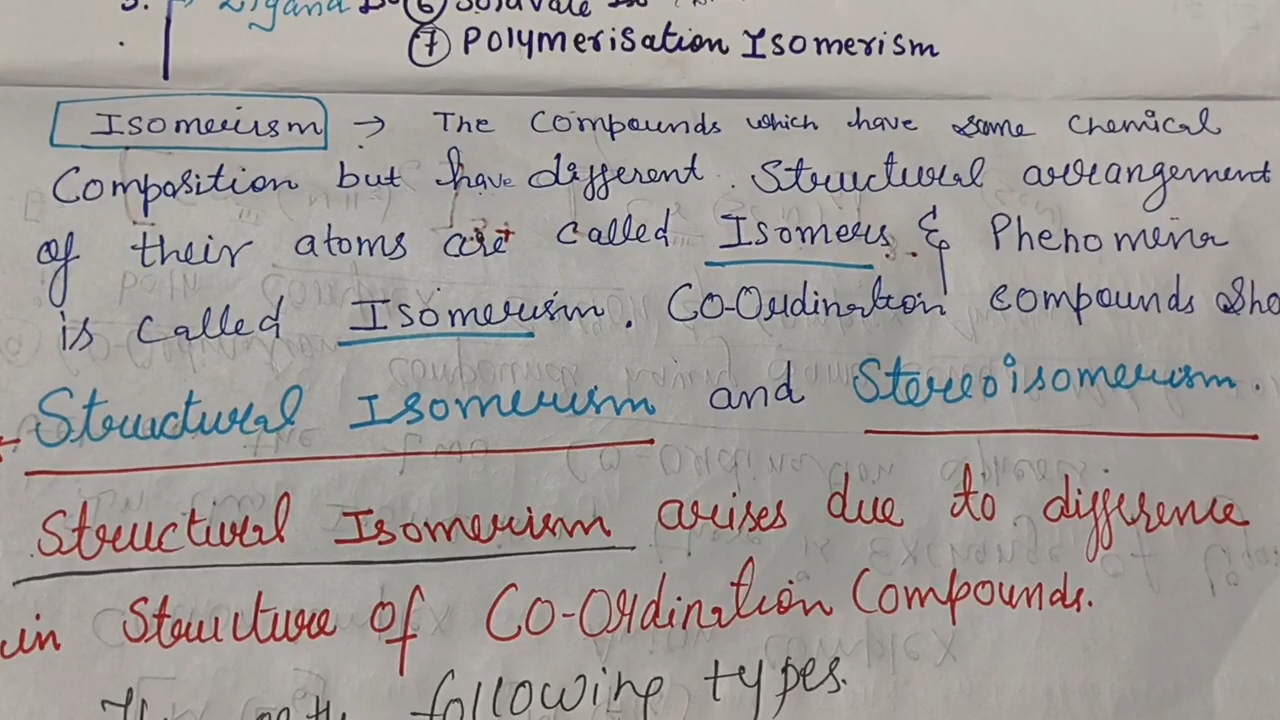 Ligand
⑦ Polymerisation Isomerism
Isomerism → The compounds which have same chemical
Composition but have different structural arrangement
of their atoms are called Isomers & Phenomena
is called Isomerism. Co-Ordination compounds Sho
Structural Isomerism and Stereoisomerism.
Structural Isomerism arises due to difference
in structure of Co-Ordination Compounds.
following types.